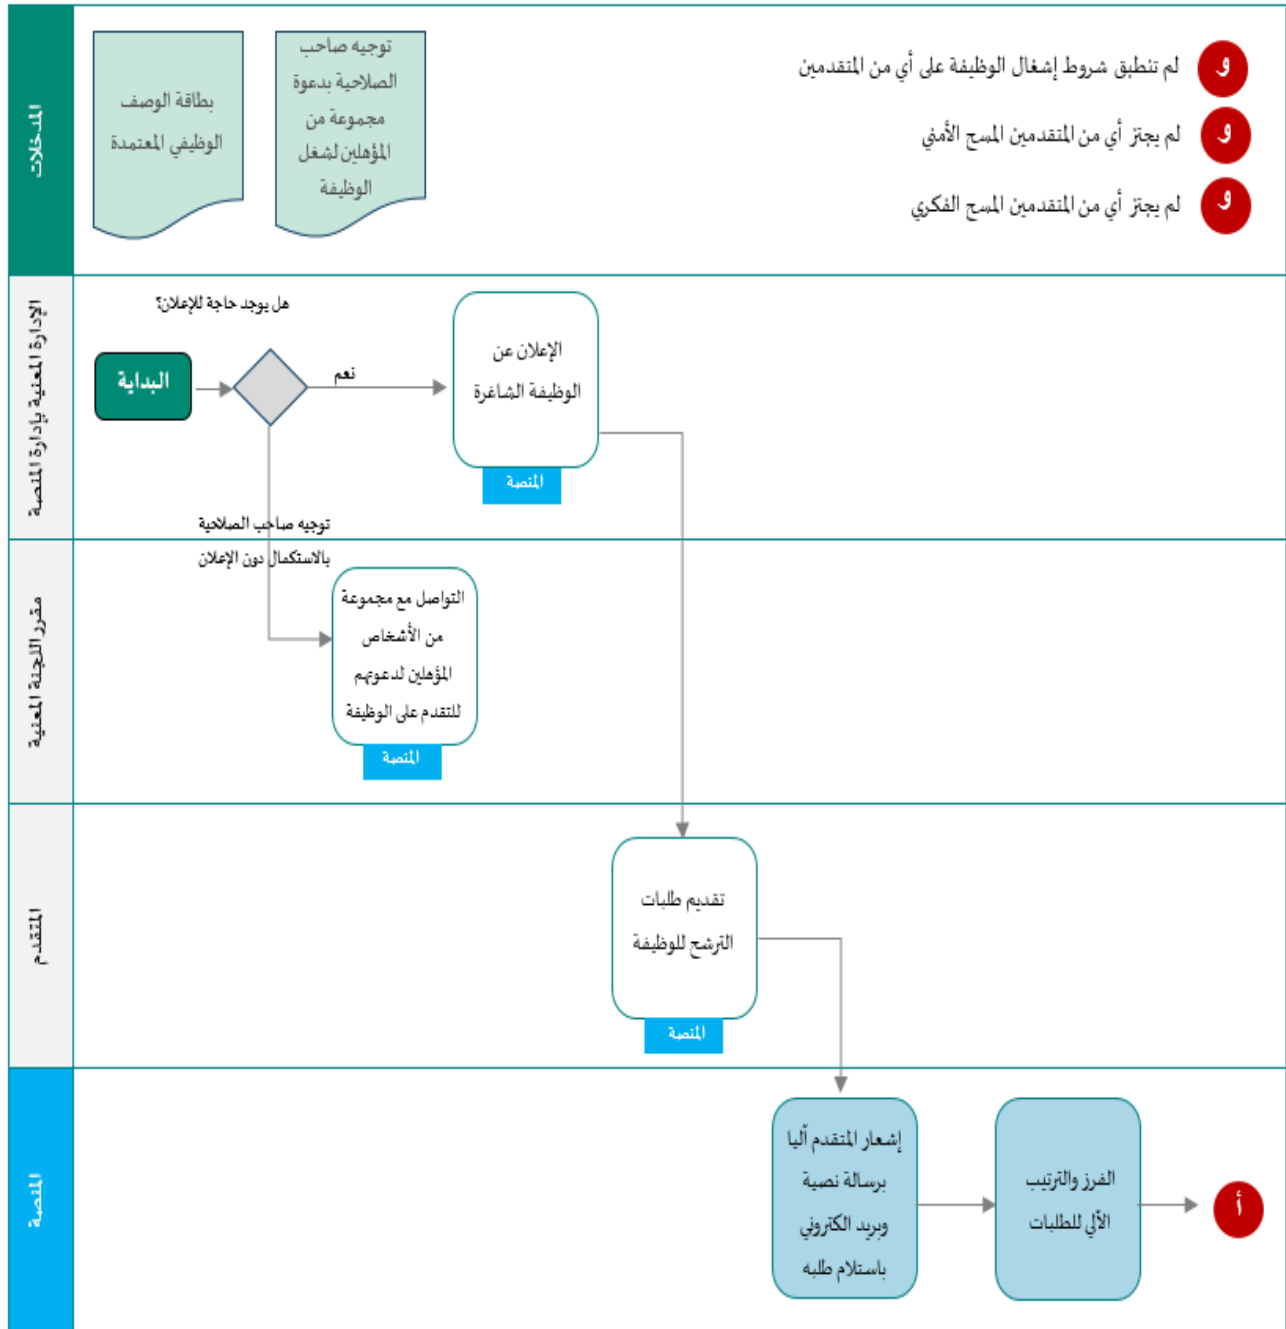 المدخلات
بطاقة الوصف
الوظيفي المعتمدة
توجيه صاحب
الصلاحية بدعوة
مجموعة من
المؤهلين لشغل
الوظيفة
و
لم تنطبق شروط إشغال الوظيفة على أي من المتقدمين
و
لم يجتز أي من المتقدمين المسح الأمني
و
لم يجتز أي من المتقدمين المسح الفكري
الإدارة المعنية بإدارة المنصة
هل يوجد حاجة للإعلان؟
البداية
نعم
الإعلان عن
الوظيفة الشاغرة
المنصة
توجيه صاحب الصلاحية
بالاستكمال دون الإعلان
مقرر اللجنة المعنية
التواصل مع مجموعة
من الأشخاص
المؤهلين لدعوتهم
للتقدم على الوظيفة
المنصة
المتقدم
تقديم طلبات
الترشح للوظيفة
المنصة
المنصة
إشعار المتقدم آليا
برسالة نصية
وبريد الكتروني
باستلام طلبه
الفرز والترتيب
الآلي للطلبات
أ